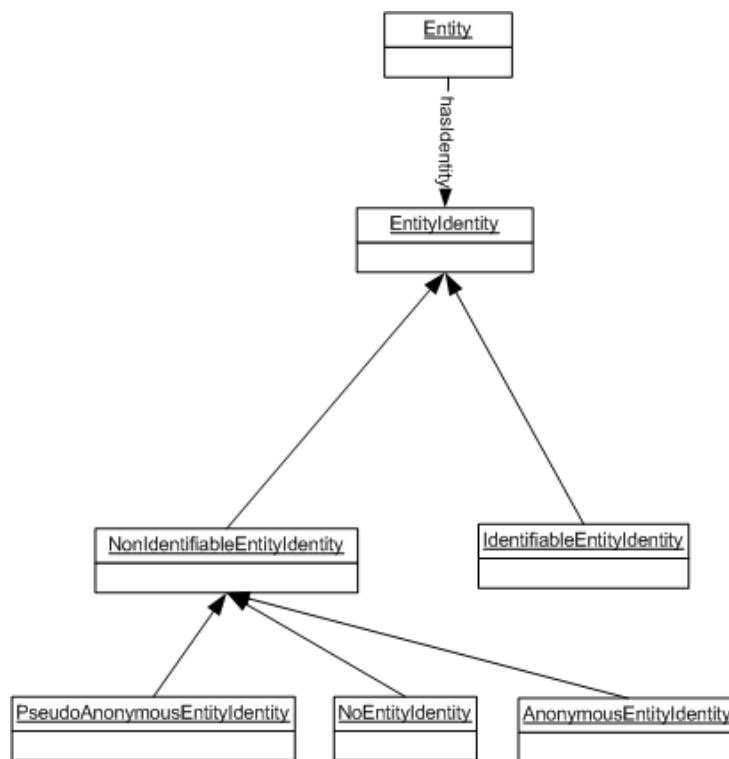 Entity
hasIdentity
EntityIdentity
NonIdentifiableEntityIdentity
IdentifiableEntityIdentity
PseudoAnonymousEntityIdentity
NoEntityIdentity
AnonymousEntityIdentity